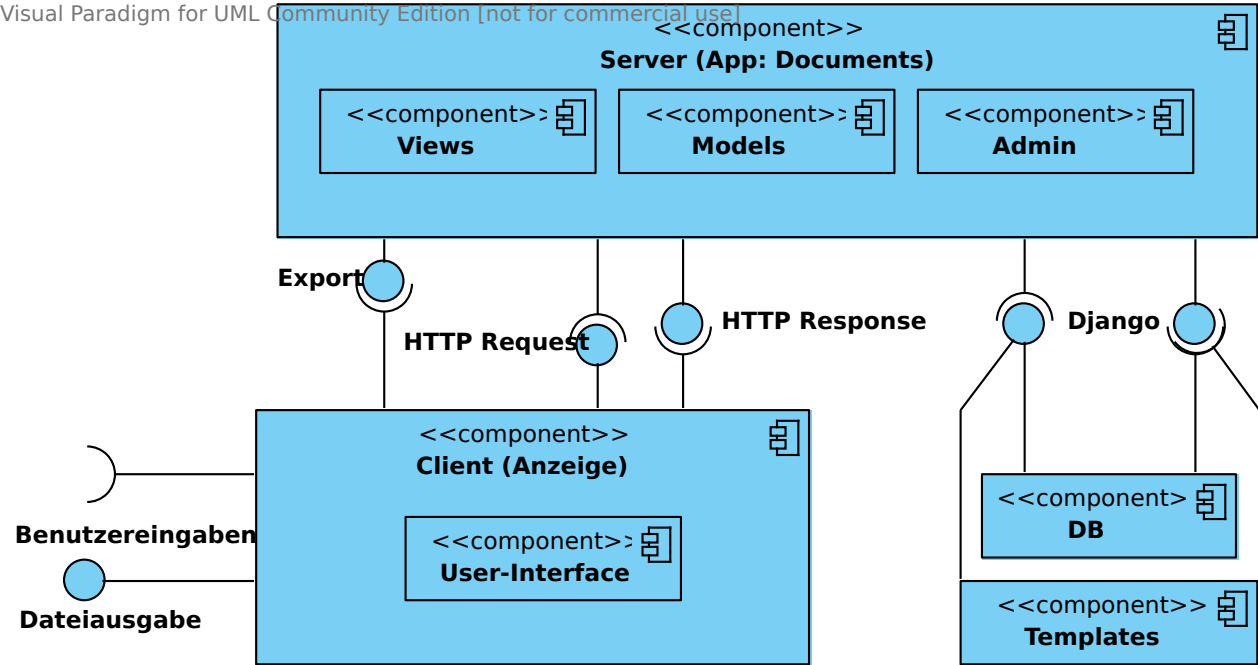 Visual Paradigm for UML Community Edition [not for commercial use]
<<component>>
Server (App: Documents)
<<component>>
Views
<<component>>
Models
<<component>>
Admin
Export
HTTP Request
HTTP Response
Django
<<component>>
Client (Anzeige)
<<component>>
User-Interface
Benutzereingaben
Dateiausgabe
<<component>
DB
<<component>>
Templates